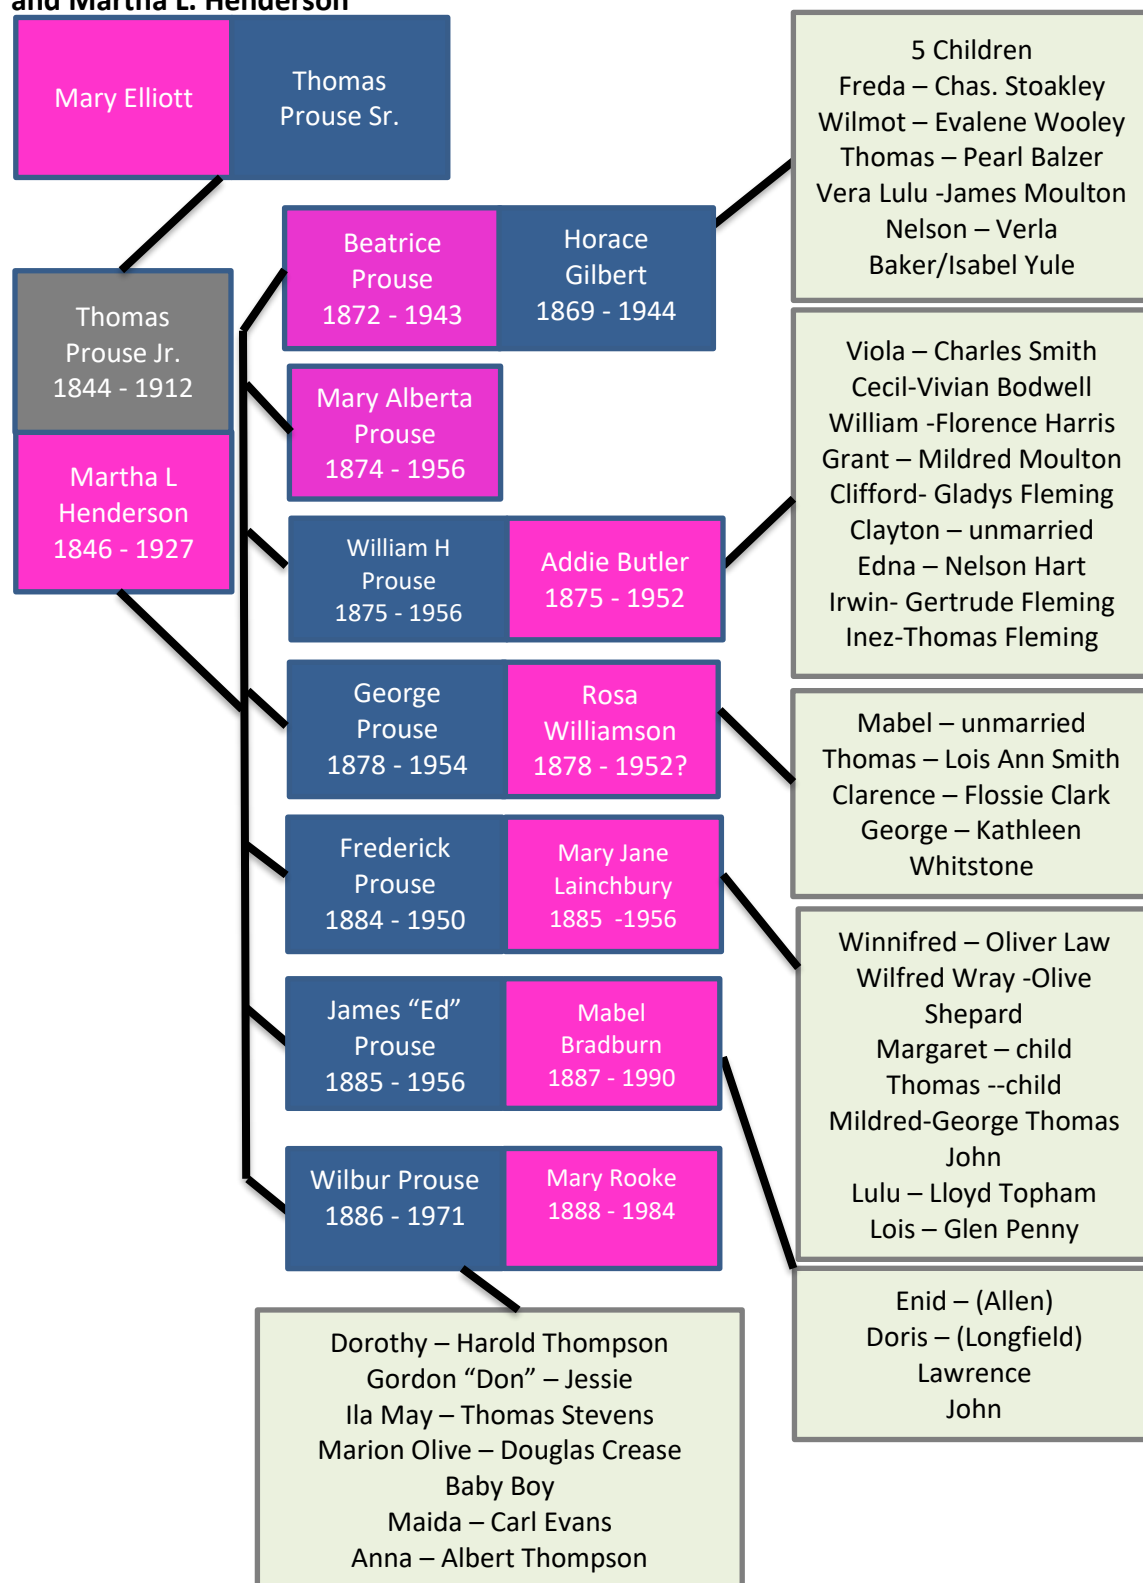 and Martha L. Henderson
Mary Elliott
Thomas
Prouse Sr.
5 Children
Freda – Chas. Stoakley
Wilmot – Evalene Wooley
Thomas – Pearl Balzer
Vera Lulu -James Moulton
Nelson – Verla
Baker/Isabel Yule
Beatrice
Prouse
1872 - 1943
Horace
Gilbert
1869 - 1944
Thomas
Prouse Jr.
1844 - 1912
Martha L
Henderson
1846 - 1927
Mary Alberta
Prouse
1874 - 1956
Viola – Charles Smith
Cecil-Vivian Bodwell
William -Florence Harris
Grant – Mildred Moulton
Clifford- Gladys Fleming
Clayton – unmarried
Edna – Nelson Hart
Irwin- Gertrude Fleming
Inez-Thomas Fleming
William H
Prouse
1875 - 1956
Addie Butler
1875 - 1952
George
Prouse
1878 - 1954
Rosa
Williamson
1878 - 1952?
Mabel – unmarried
Thomas – Lois Ann Smith
Clarence – Flossie Clark
George – Kathleen
Whitstone
Frederick
Prouse
1884 - 1950
Mary Jane
Lainchbury
1885  -1956
Winnifred – Oliver Law
Wilfred Wray -Olive
Shepard
Margaret – child
Thomas --child
Mildred-George Thomas
John
Lulu – Lloyd Topham
Lois – Glen Penny
James “Ed”
Prouse
1885 - 1956
Mabel
Bradburn
1887 - 1990
Enid – (Allen)
Doris – (Longfield)
Lawrence
John
Wilbur Prouse
1886 - 1971
Mary Rooke
1888 - 1984
Dorothy – Harold Thompson
Gordon “Don” – Jessie
Ila May – Thomas Stevens
Marion Olive – Douglas Crease
Baby Boy
Maida – Carl Evans
Anna – Albert Thompson